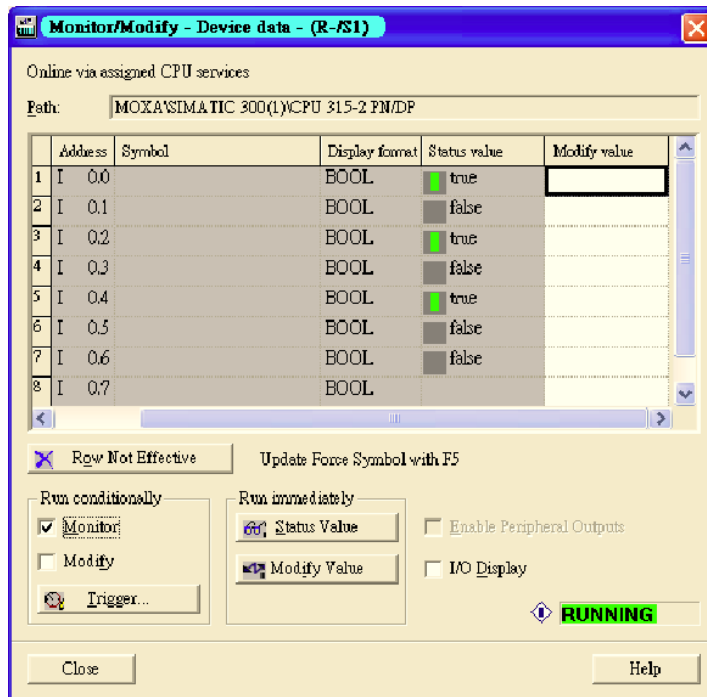 Monitor/Modify - Device data - (R-/S1)
Online via assigned CPU services
Path: MOXA\SIMATIC 300(1)\CPU 315-2 PN/DP
Address Symbol Display format Status value Modify value
1 I 0.0 BOOL true
2 I 0.1 BOOL false
3 I 0.2 BOOL true
4 I 0.3 BOOL false
5 I 0.4 BOOL true
6 I 0.5 BOOL false
7 I 0.6 BOOL false
8 I 0.7 BOOL
Row Not Effective Update Force Symbol with F5
Run conditionally Run immediately
Monitor Status Value Enable Peripheral Outputs
Modify Modify Value I/O Display
Trigger...
RUNNING
Close Help